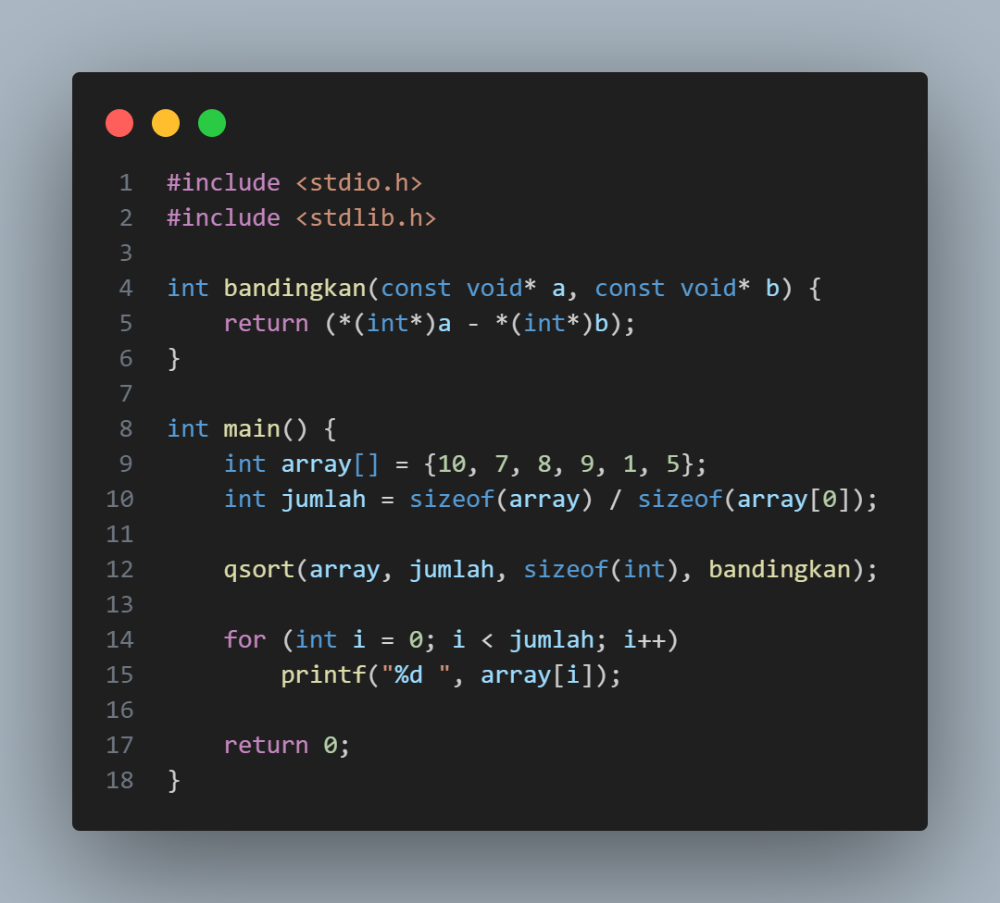 1 #include <stdio.h>
2 #include <stdlib.h>
3
4 int bandingkan(const void* a, const void* b) {
5     return (*(int*)a - *(int*)b);
6 }
7
8 int main() {
9     int array[] = {10, 7, 8, 9, 1, 5};
10     int jumlah = sizeof(array) / sizeof(array[0]);
11
12     qsort(array, jumlah, sizeof(int), bandingkan);
13
14     for (int i = 0; i < jumlah; i++)
15         printf("%d ", array[i]);
16
17     return 0;
18 }